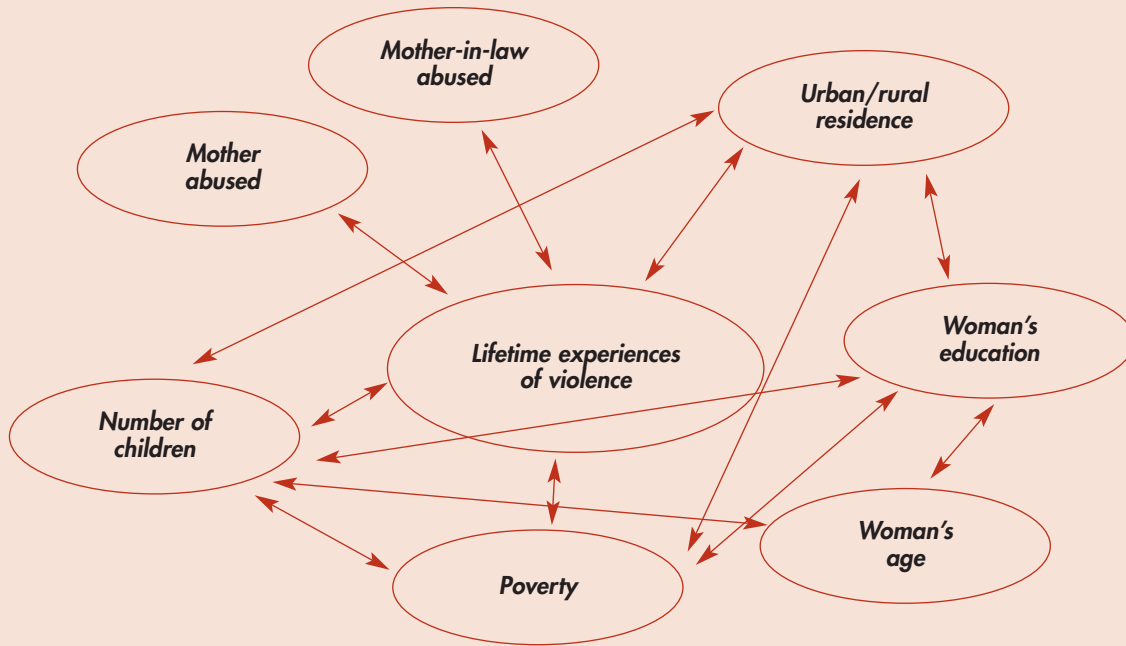 Mother-in-law
abused
Urban/rural
residence
Mother
abused
Woman's
education
Lifetime experiences
of violence
Number of
children
Woman's
age
Poverty